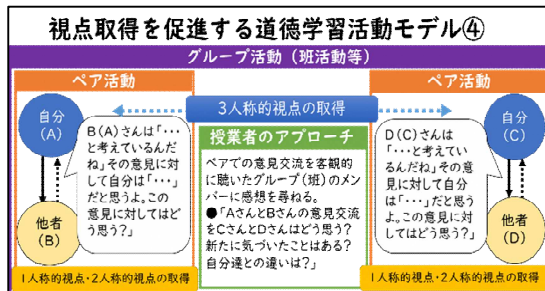 視点取得を促進する道徳学習活動モデル④
グループ活動（班活動等）
ペア活動
ペア活動
3人称的視点の取得
自分
(A)
B(A)さんは「・・・
と考えているんだ
ね」その意見に対
して自分は「・・・」
だと思うよ。この
意見に対してはど
う思う？」
他者
(B)
1人称的視点・2人称的視点の取得
授業者のアプローチ
ペアでの意見交流を客観的
に聴いたグループ(班)のメン
バーに感想を尋ねる。
●「AさんとBさんの意見交流
をCさんとDさんはどう思う？
新たに気づいたことはある？
自分達との違いは？」
D(C)さんは
「・・・と考えてい
るんだね」その意
見に対して自分
は「・・・」だと思
うよ。この意見に
対してはどう思
う？」
自分
(C)
他者
(D)
1人称的視点・2人称的視点の取得